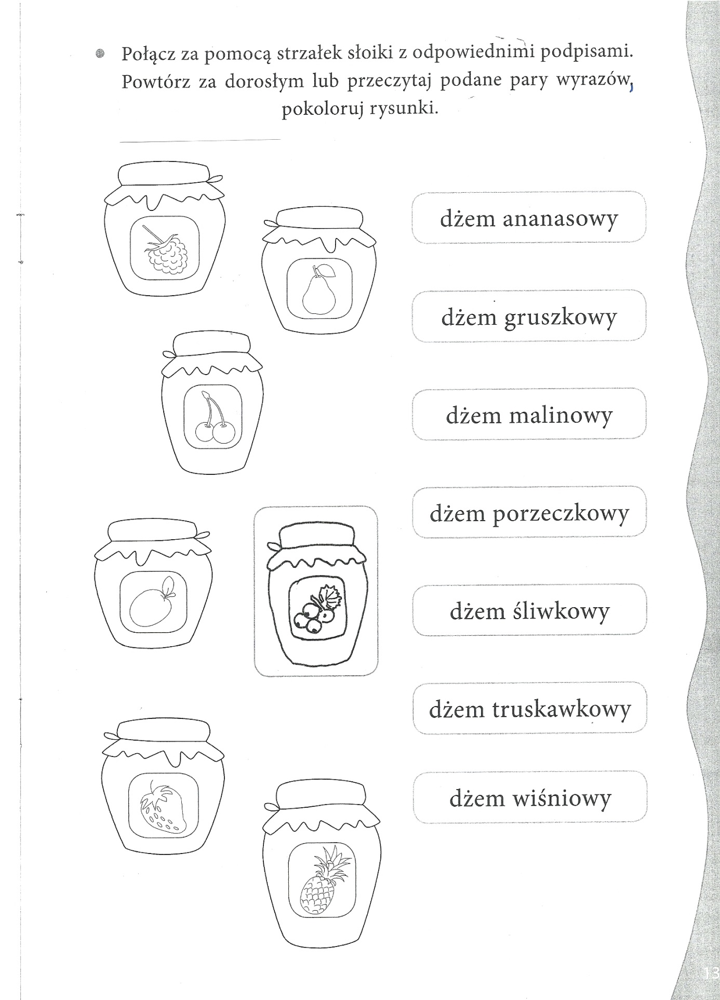 Połącz za pomocą strzałek słoiki z odpowiednimi podpisami.
Powtórz za dorosłym lub przeczytaj podane pary wyrazów,
pokoloruj rysunki.
dżem ananasowy
dżem gruszkowy
dżem malinowy
dżem porzeczkowy
dżem śliwkowy
dżem truskawkowy
dżem wiśniowy
13